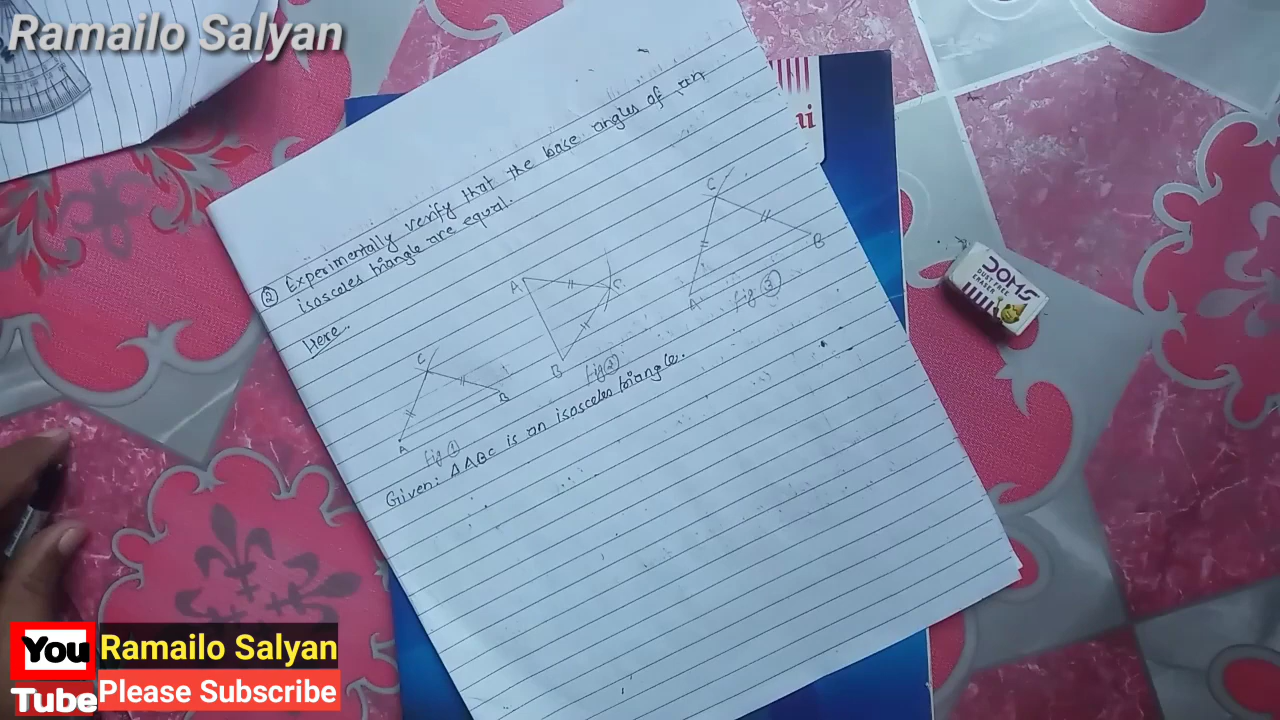 Ramailo Salyan
② Experimentally verify that the base angles of an
isosceles triangle are equal.
Here.
C
A
B
Fig ①
A
C
B
fig ②
C
A
B
fig ③
Given: △ABC is an isosceles triangle.
DOMS
DUST FREE
ERASER
You
Tube
Ramailo Salyan
Please Subscribe